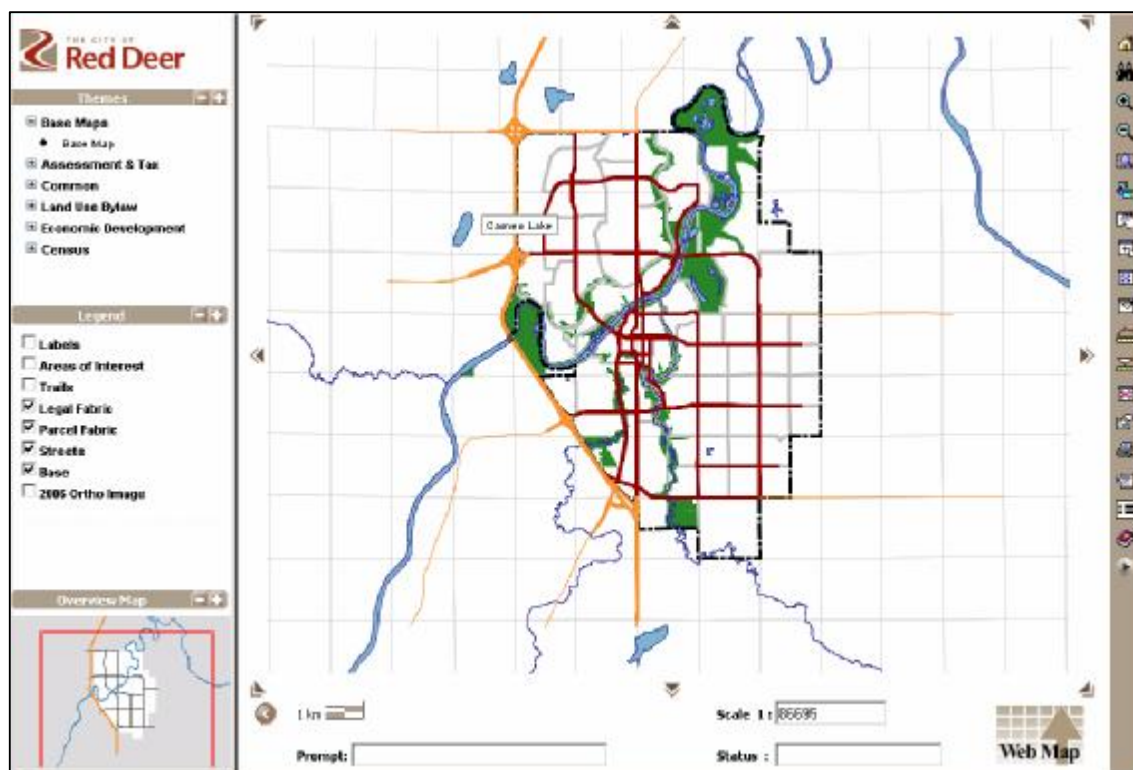 THE CITY OF
Red Deer
Themes
Base Maps
Base Map
Assessment & Tax
Common
Land Use Bylaw
Economic Development
Census
Legend
Labels
Areas of Interest
Trails
Legal Fabric
Parcel Fabric
Streets
Base
2006 Ortho Image
Overview Map
Lake
1 km
Scale 1 : 86695
Prompt:
Status :
Web Map